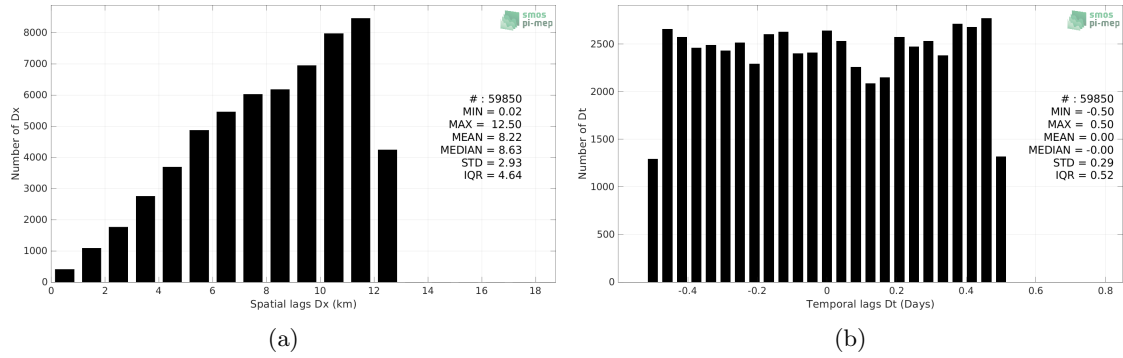 smos
pi-mep
Number of Dx
8000
7000
6000
5000
4000
3000
2000
1000
0
# : 59850
MIN = 0.02
MAX = 12.50
MEAN = 8.22
MEDIAN = 8.63
STD = 2.93
IQR = 4.64
0 2 4 6 8 10 12 14 16 18
Spatial lags Dx (km)
(a)
smos
pi-mep
Number of Dt
2500
2000
1500
1000
500
0
# : 59850
MIN = -0.50
MAX = 0.50
MEAN = 0.00
MEDIAN = -0.00
STD = 0.29
IQR = 0.52
-0.4 -0.2 0 0.2 0.4 0.6 0.8
Temporal lags Dt (Days)
(b)